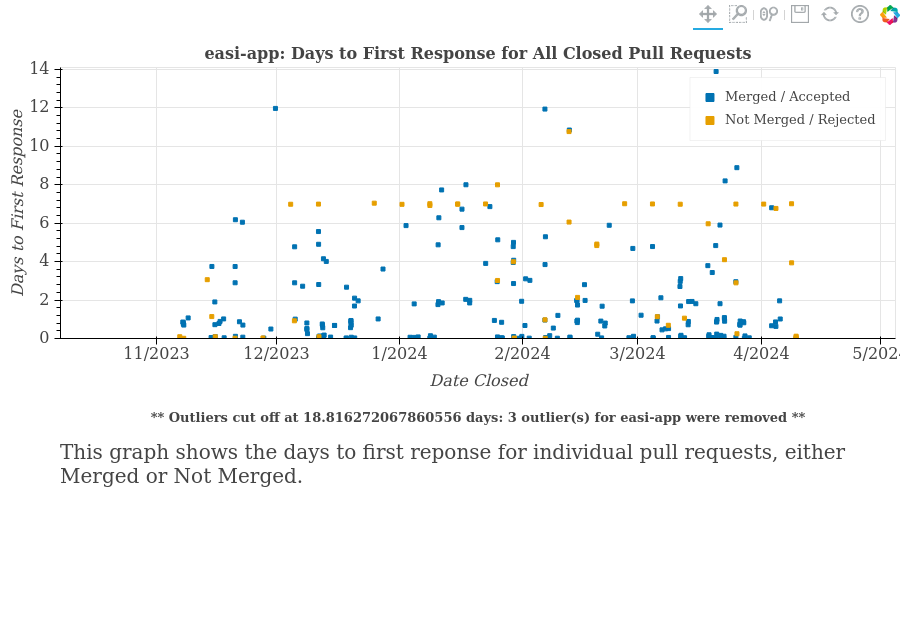 easi-app: Days to First Response for All Closed Pull Requests
14
12
10
8
6
4
2
0
Days to First Response
Merged / Accepted
Not Merged / Rejected
11/2023
12/2023
1/2024
2/2024
3/2024
4/2024
5/202
Date Closed
** Outliers cut off at 18.816272067860556 days: 3 outlier(s) for easi-app were removed **
This graph shows the days to first reponse for individual pull requests, either
Merged or Not Merged.